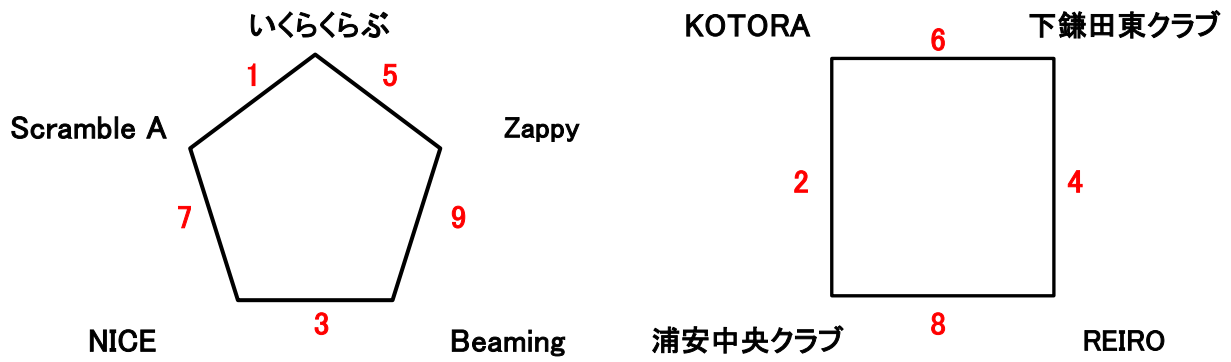 いくらくらぶ
1
5
Scramble A
Zappy
7
9
NICE
3
Beaming
KOTORA
6
下鎌田東クラブ
2
4
浦安中央クラブ
8
REIRO